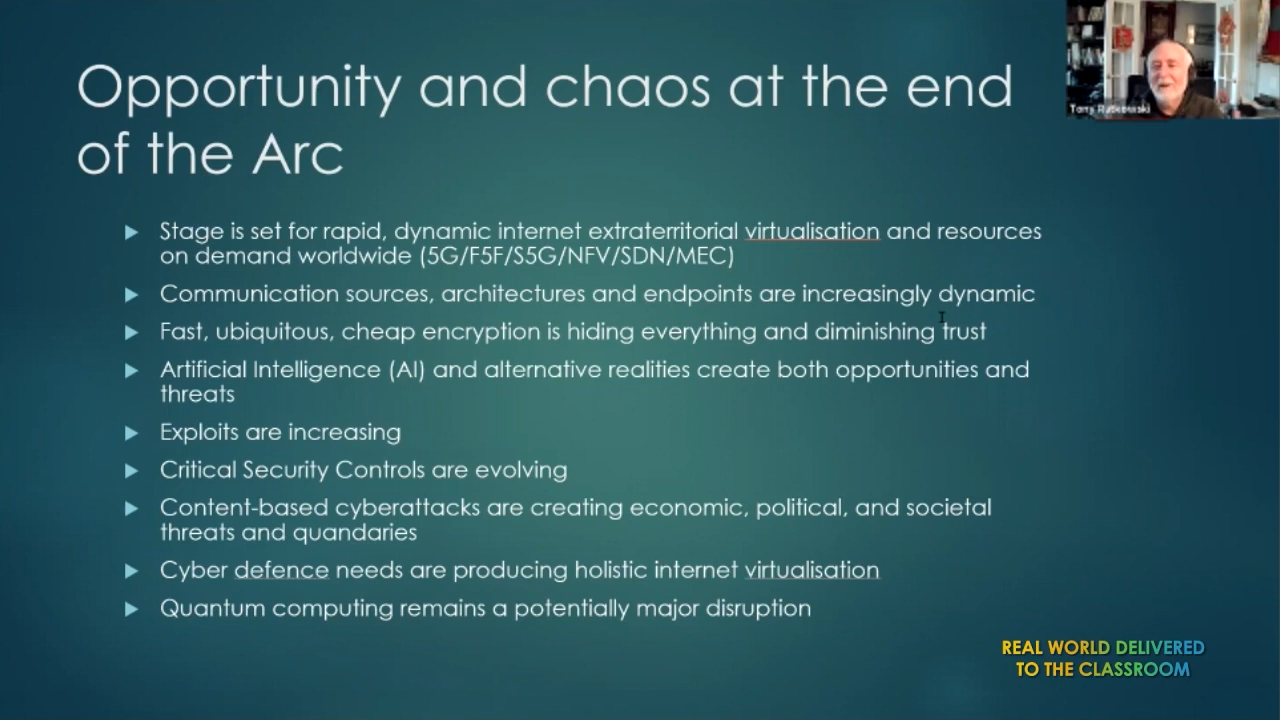 Opportunity and chaos at the end
of the Arc
Tony Rutkowski
Stage is set for rapid, dynamic internet extraterritorial virtualisation and resources
on demand worldwide (5G/F5F/S5G/NFV/SDN/MEC)
Communication sources, architectures and endpoints are increasingly dynamic
Fast, ubiquitous, cheap encryption is hiding everything and diminishing trust
Artificial Intelligence (AI) and alternative realities create both opportunities and
threats
Exploits are increasing
Critical Security Controls are evolving
Content-based cyberattacks are creating economic, political, and societal
threats and quandaries
Cyber defence needs are producing holistic internet virtualisation
Quantum computing remains a potentially major disruption
REAL WORLD DELIVERED
TO THE CLASSROOM